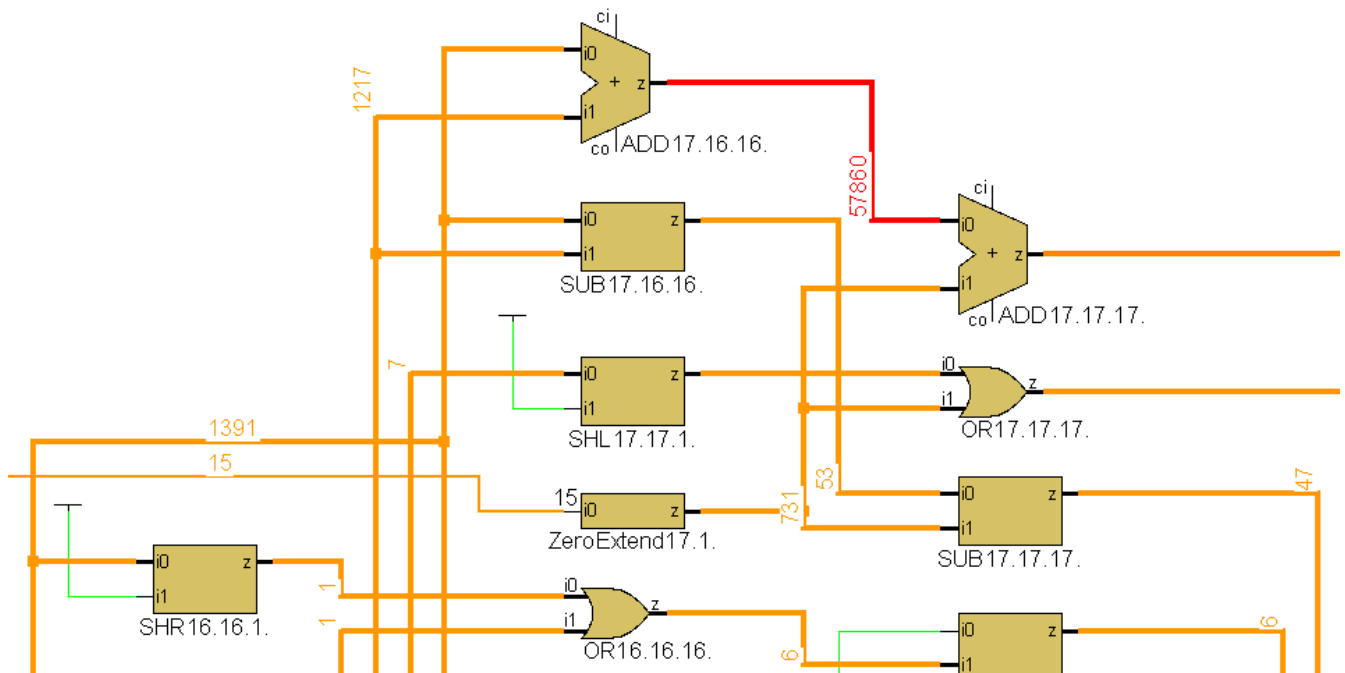 ci
1217
i0
+
z
i1
co
ADD17.16.16.
57860
ci
i0
z
i1
SUB17.16.16.
i0
+
z
i1
co
ADD17.17.17.
7
i0
z
i1
SHL17.17.1.
i0
z
i1
OR17.17.17.
1391
15
15
i0
z
ZeroExtend17.1.
731
53
i0
z
i1
SUB17.17.17.
47
i0
z
i1
SHR16.16.1.
1
1
i0
z
i1
OR16.16.16.
6
i0
z
i1
6